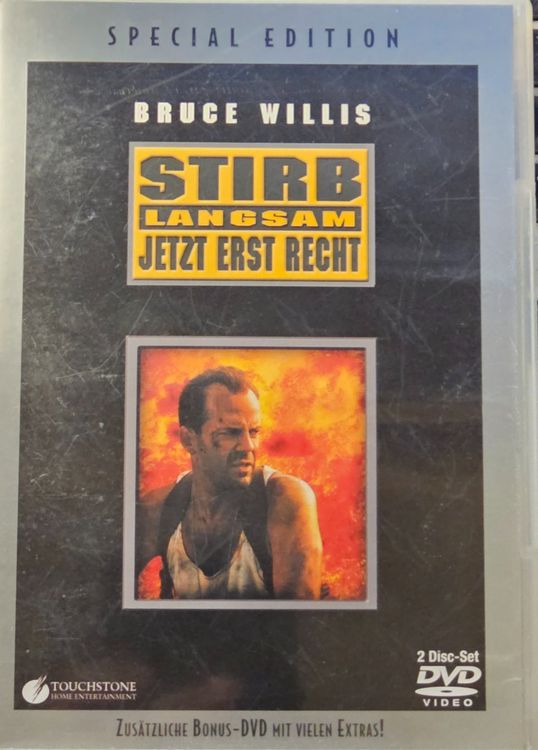 SPECIAL EDITION
BRUCE WILLIS
STIRB
LANGSAM
JETZT ERST RECHT
2 Disc-Set
DVD
VIDEO
TOUCHSTONE
HOME ENTERTAINMENT
ZUSÄTZLICHE BONUS-DVD MIT VIELEN EXTRAS!